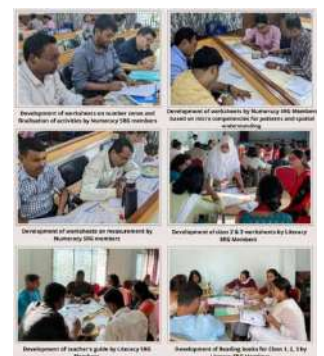 Development of worksheets on number sense and
finalisation of activities by Numeracy SRG members
Development of worksheets by Numeracy SRG Members
based on micro competencies for patterns and spatial
understanding
Development of worksheets on measurement by
Numeracy SRG members
Development of class 2 & 3 worksheets by Literacy
SRG Members
Development of teacher's guide by Literacy SRG
Members
Development of Reading books for Class 1, 2, 3 by